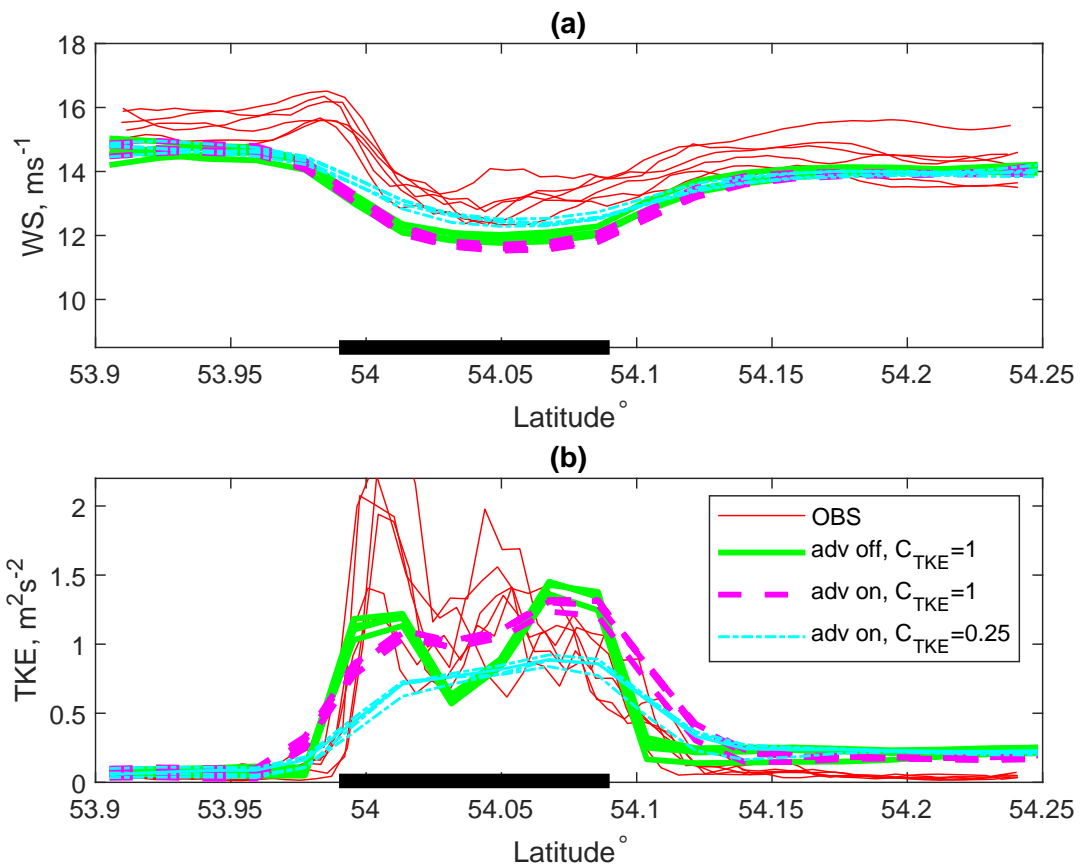 (a)
18
16
14
12
10
WS, ms⁻¹
53.9 53.95 54 54.05 54.1 54.15 54.2 54.25
Latitude°
(b)
2
1.5
1
0.5
0
TKE, m²s⁻²
OBS
adv off, C_TKE=1
adv on, C_TKE=1
adv on, C_TKE=0.25
53.9 53.95 54 54.05 54.1 54.15 54.2 54.25
Latitude°